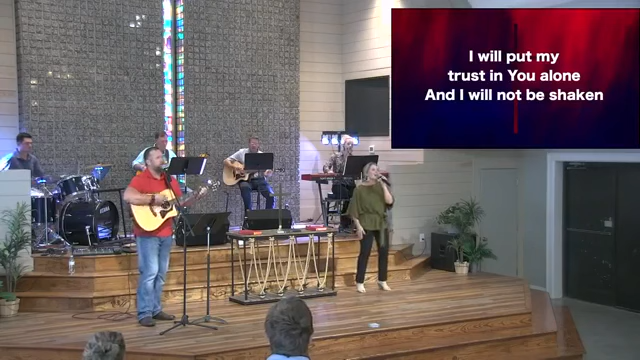 I will put my
trust in You alone
And I will not be shaken